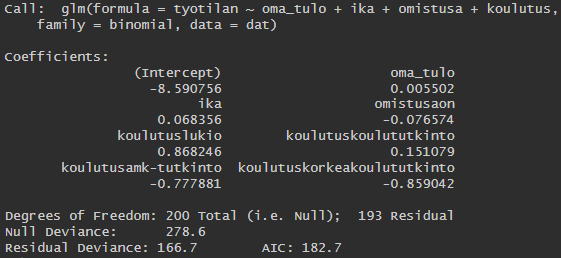 Call:  glm(formula = tyotilan ~ oma_tulo + ika + omistusa + koulutus,
    family = binomial, data = dat)
Coefficients:
(Intercept) oma_tulo
-8.590756 0.005502
ika omistusaon
0.068356 -0.076574
koulutuslukio koulutuskoulututkinto
0.868246 0.151079
koulutusamk-tutkinto koulutuskorkeakoulututkinto
-0.777881 -0.859042
Degrees of Freedom: 200 Total (i.e. Null);  193 Residual
Null Deviance:      278.6
Residual Deviance: 166.7        AIC: 182.7